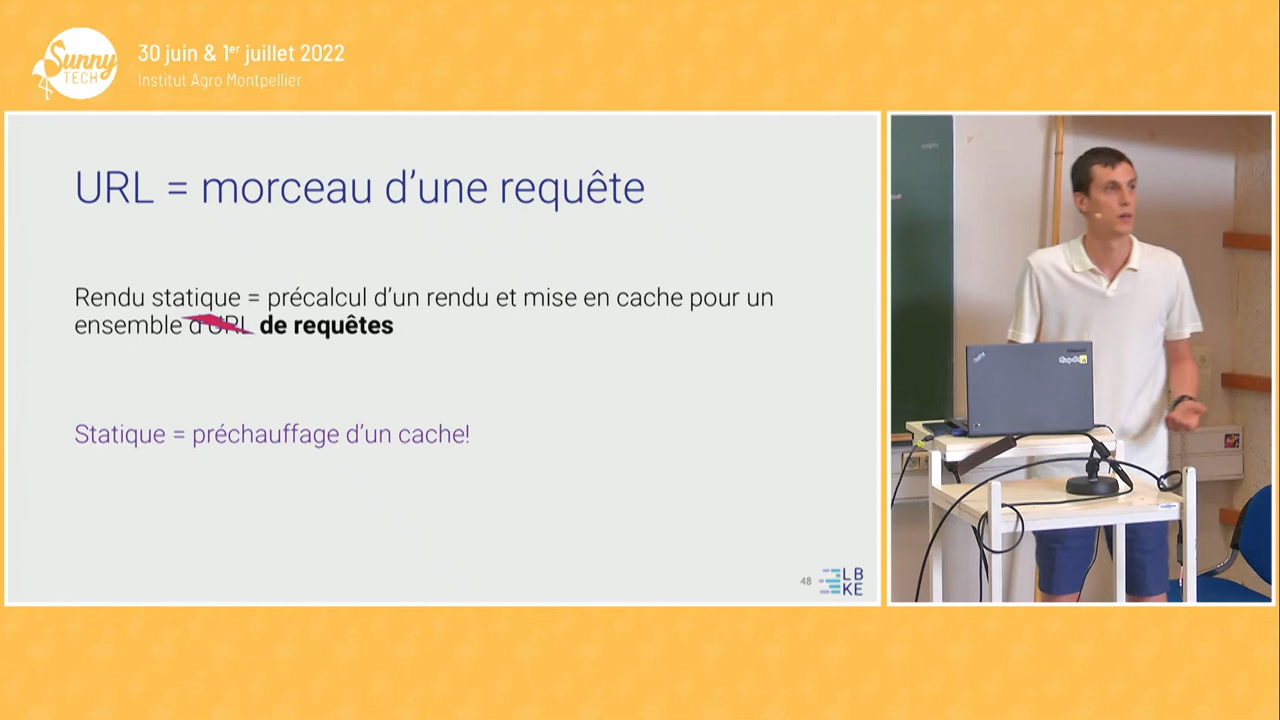 Sunny
TECH
30 juin & 1er juillet 2022
Institut Agro Montpellier
URL = morceau d'une requête
Rendu statique = précalcul d'un rendu et mise en cache pour un
ensemble d'URL de requêtes
Statique = préchauffage d'un cache!
48
LB
KE
ThinkPad